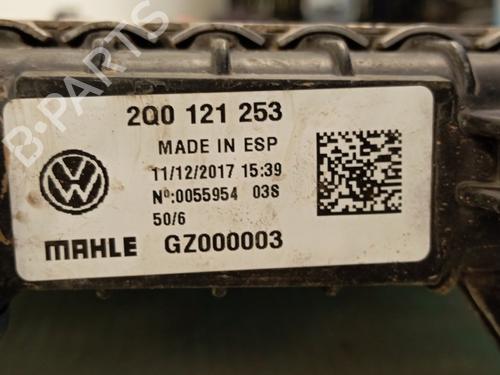 B-PARTS
2Q0 121 253
MADE IN ESP
11/12/2017 15:39
Nº:0055954 03S
50/6
MAHLE GZ000003